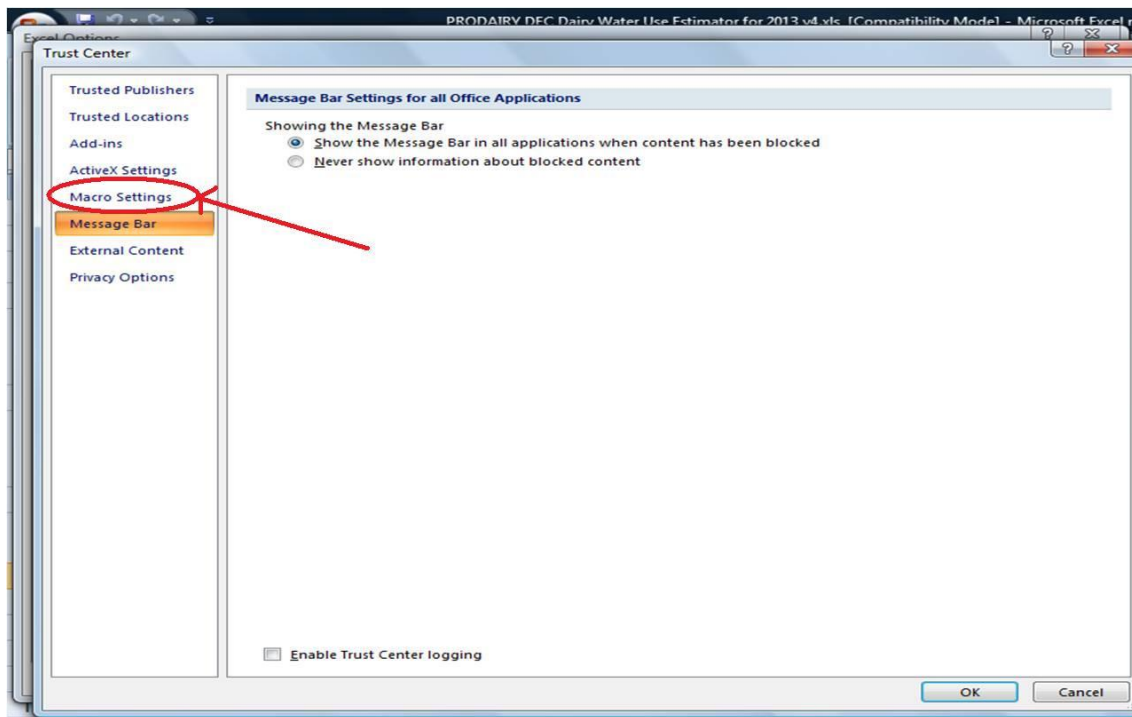 PRODAIRY DEC Dairy Water Use Estimator for 2013 v4.xls [Compatibility Mode] - Microsoft Excel
Excel Options
Trust Center
Trusted Publishers
Trusted Locations
Add-ins
ActiveX Settings
Macro Settings
Message Bar
External Content
Privacy Options
Message Bar Settings for all Office Applications
Showing the Message Bar
Show the Message Bar in all applications when content has been blocked
Never show information about blocked content
Enable Trust Center logging
OK
Cancel